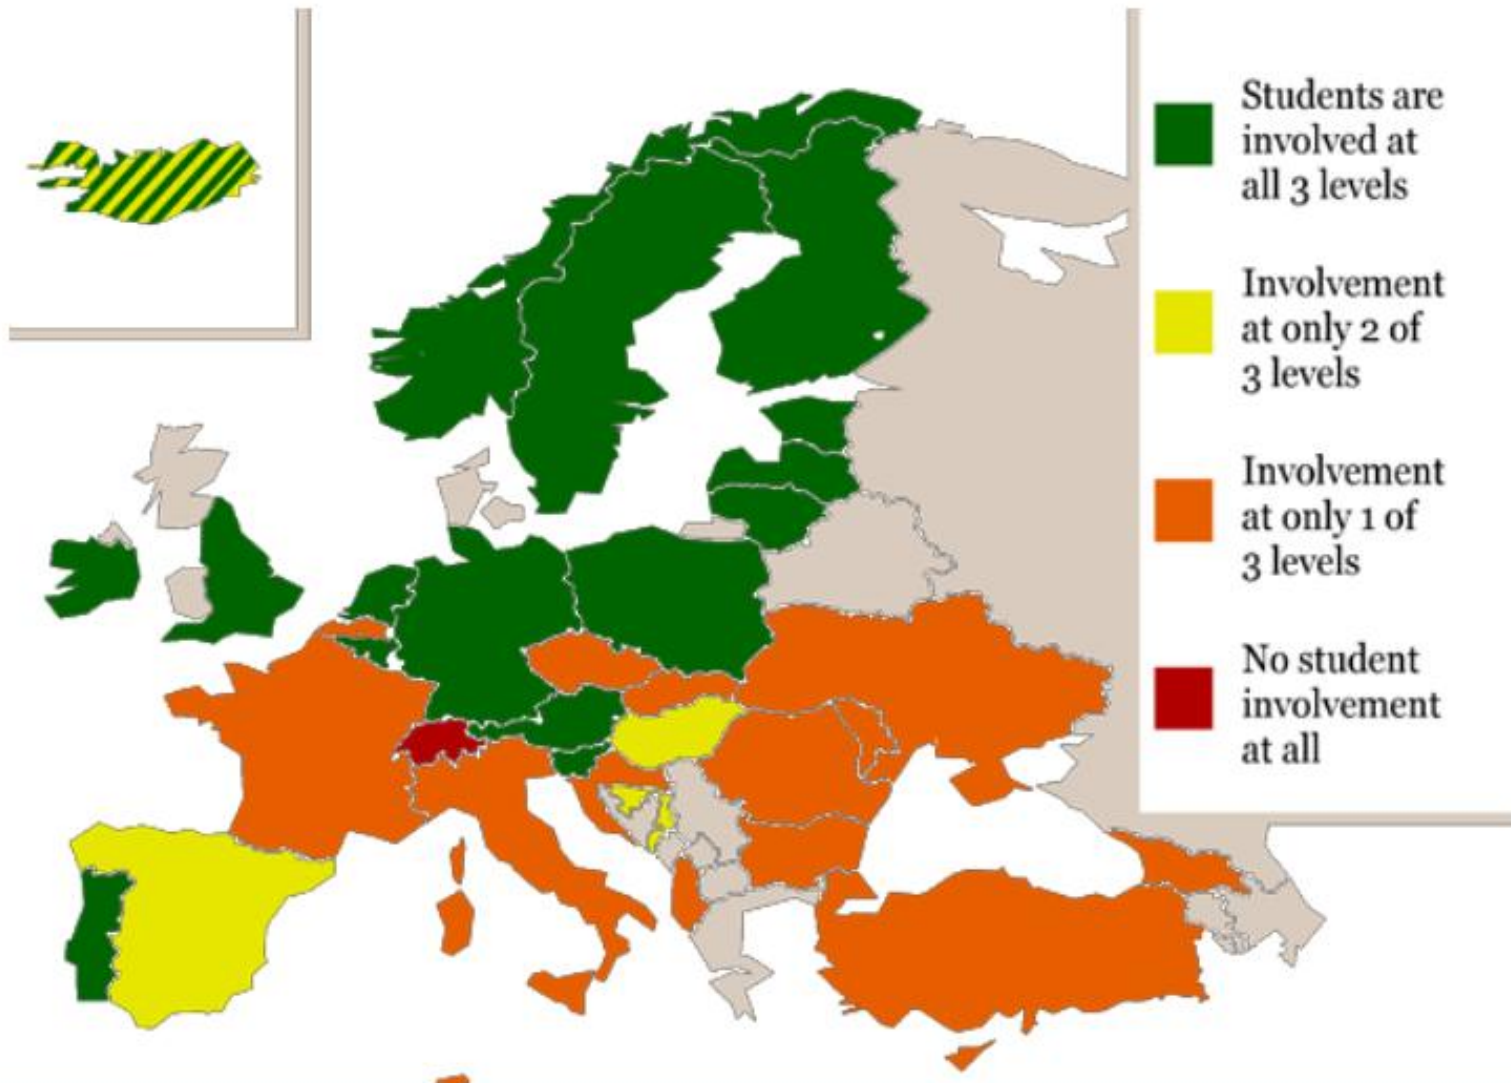 Students are
involved at
all 3 levels
Involvement
at only 2 of
3 levels
Involvement
at only 1 of
3 levels
No student
involvement
at all